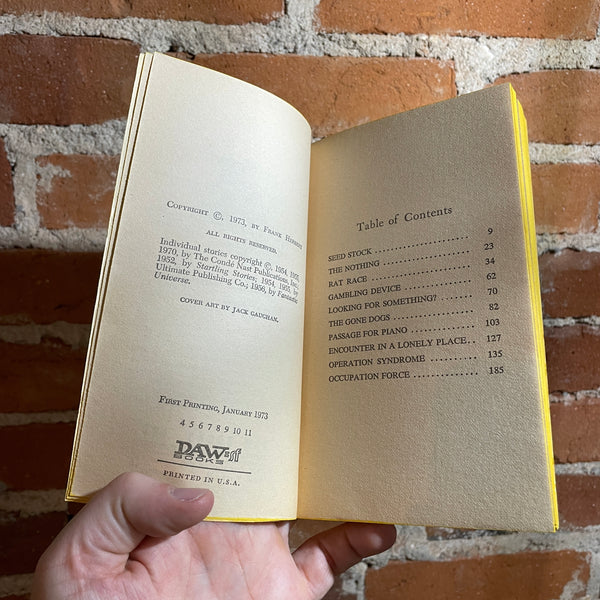 COPYRIGHT ©, 1973, BY FRANK HERBERT
ALL RIGHTS RESERVED.
Individual stories copyright ©, 1954, 1958,
1970, by The Condé Nast Publications, Inc.;
1952, by Startling Stories; 1954, 1955, by
Ultimate Publishing Co.; 1956, by Fantastic
Universe.
COVER ART BY JACK GAUGHAN.
FIRST PRINTING, JANUARY 1973
4 5 6 7 8 9 10 11
DAW=sf
BOOKS
PRINTED IN U.S.A.
Table of Contents
SEED STOCK .................... 9
THE NOTHING .................... 23
RAT RACE .................... 34
GAMBLING DEVICE .................... 62
LOOKING FOR SOMETHING? .................... 70
THE GONE DOGS .................... 82
PASSAGE FOR PIANO .................... 103
ENCOUNTER IN A LONELY PLACE .. 127
OPERATION SYNDROME .................... 135
OCCUPATION FORCE .................... 185